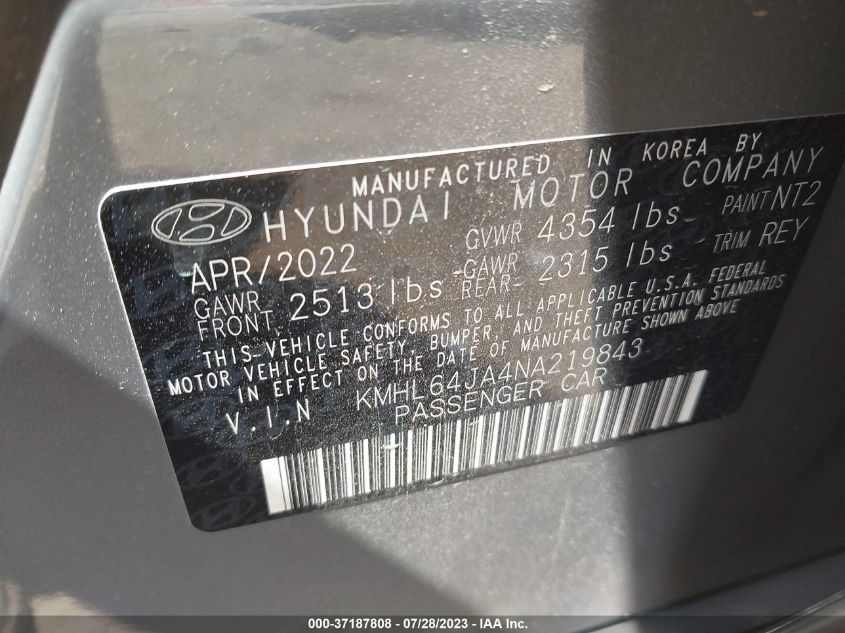 MANUFACTURED IN KOREA BY
HYUNDAI MOTOR COMPANY
APR/2022 GVWR 4354 lbs PAINT NT2
GAWR FRONT 2513 lbs GAWR REAR 2315 lbs TRIM REY
THIS VEHICLE CONFORMS TO ALL APPLICABLE U.S.A. FEDERAL
MOTOR VEHICLE SAFETY, BUMPER, AND THEFT PREVENTION STANDARDS
IN EFFECT ON THE DATE OF MANUFACTURE SHOWN ABOVE
V.I.N KMHL64JA4NA219843
PASSENGER CAR
000-37187808 - 07/28/2023 - Copyright IAA, Inc.